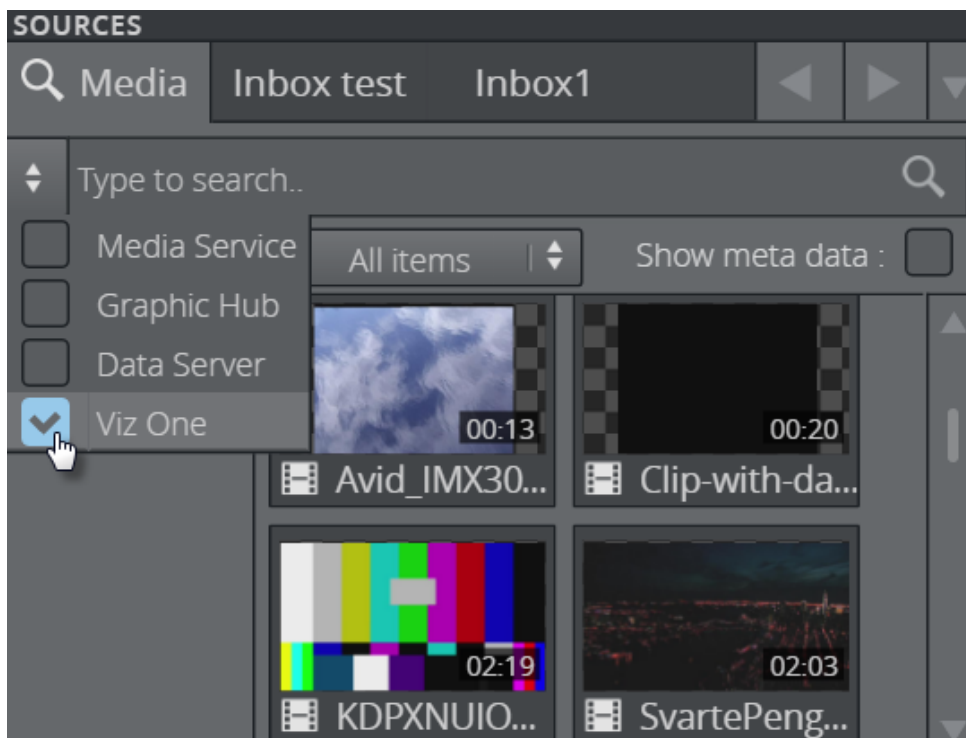 SOURCES
Media Inbox test Inbox1
Type to search..
Media Service
All items Show meta data :
Graphic Hub
Data Server
Viz One
00:13 00:20
Avid_IMX30... Clip-with-da...
02:19 02:03
KDPXNUIO... SvartePeng...